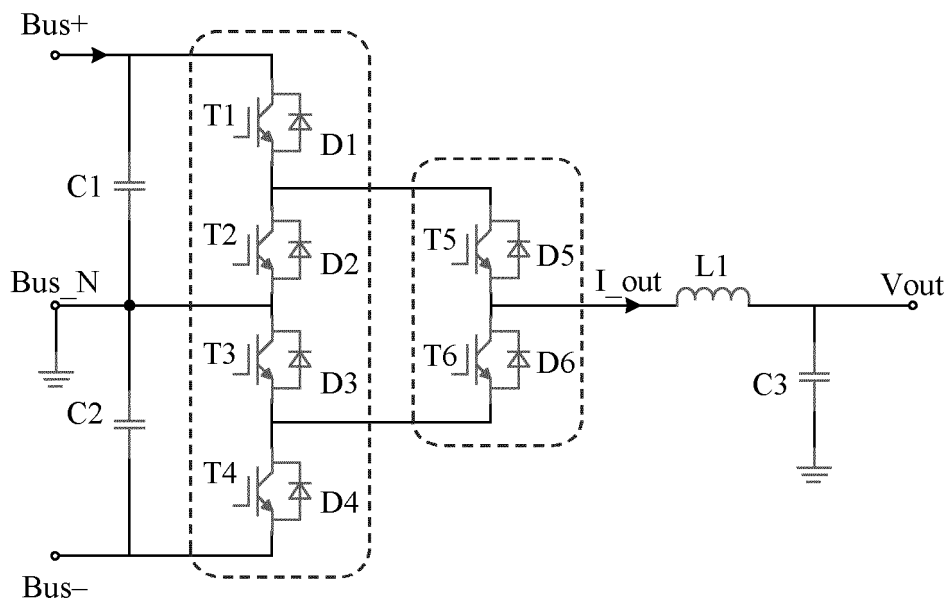 Bus+
T1
D1
C1
T2
D2
T5
D5
Bus_N
I_out
L1
Vout
T3
D3
T6
D6
C3
C2
T4
D4
Bus–